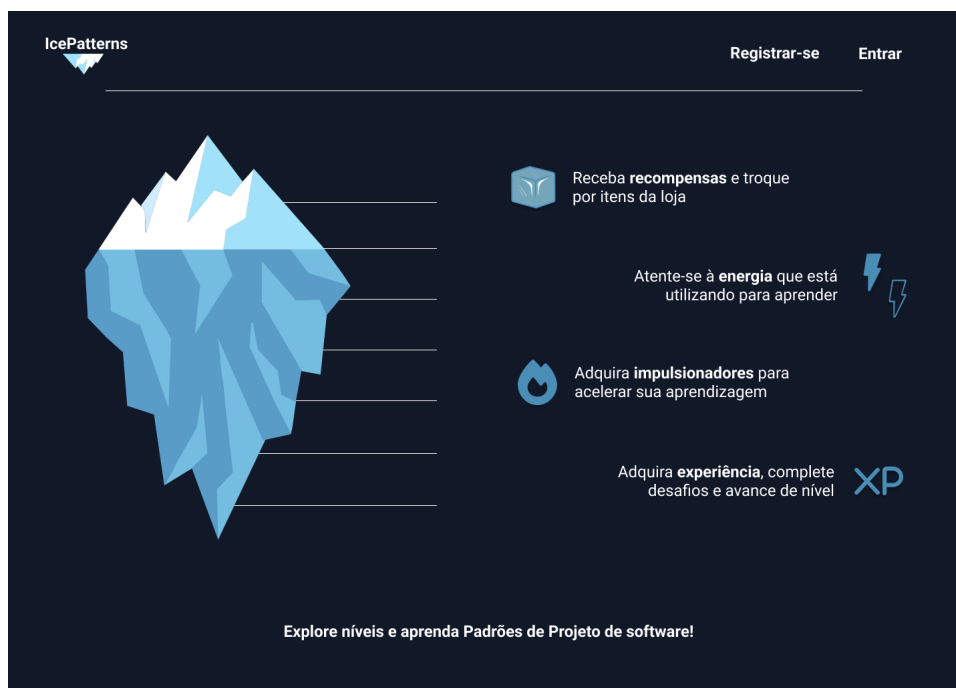 IcePatterns
Registrar-se
Entrar
Receba recompensas e troque
por itens da loja
Atente-se à energia que está
utilizando para aprender
Adquira impulsionadores para
acelerar sua aprendizagem
Adquira experiência, complete
desafios e avance de nível
XP
Explore níveis e aprenda Padrões de Projeto de software!